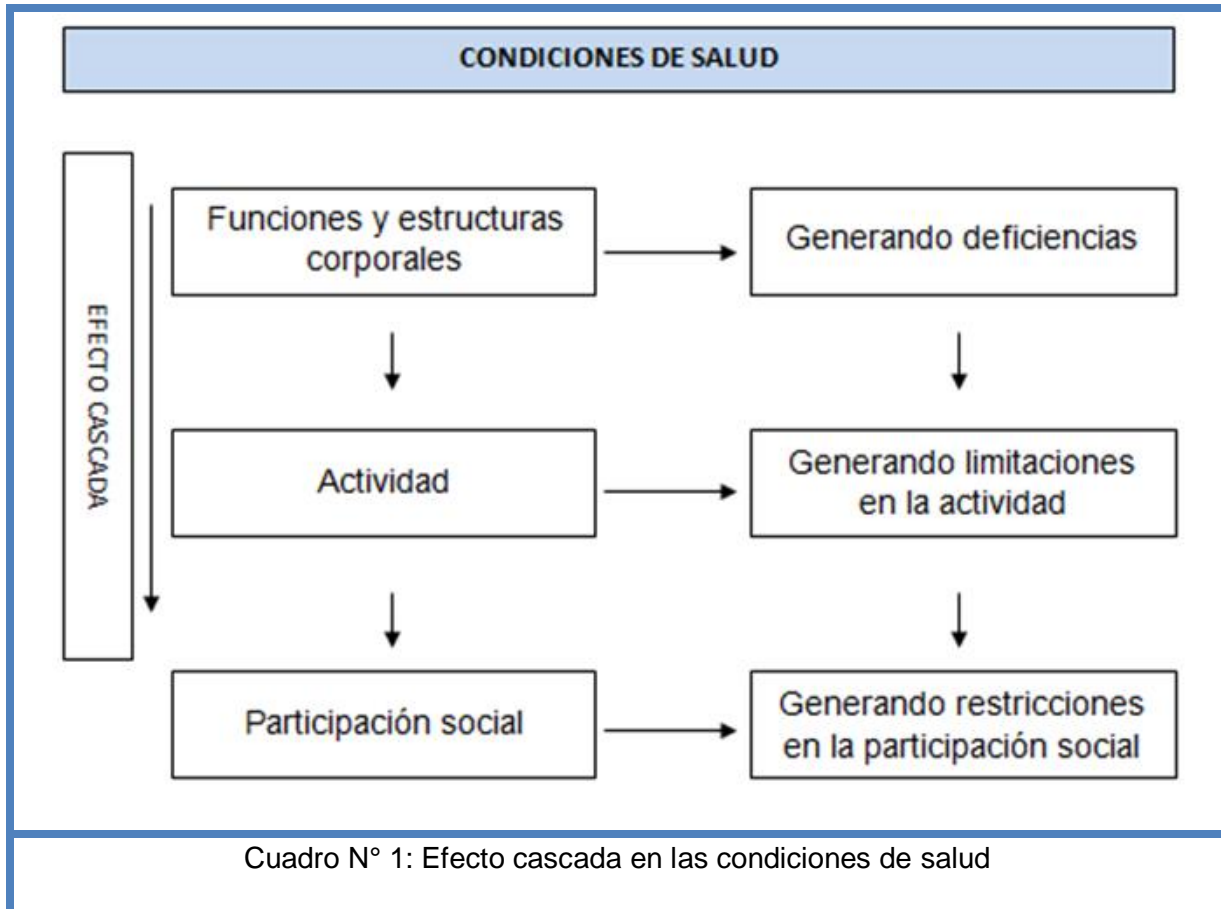 CONDICIONES DE SALUD
EFECTO CASCADA
Funciones y estructuras
corporales
Generando deficiencias
Actividad
Generando limitaciones
en la actividad
Participación social
Generando restricciones
en la participación social
Cuadro N° 1: Efecto cascada en las condiciones de salud